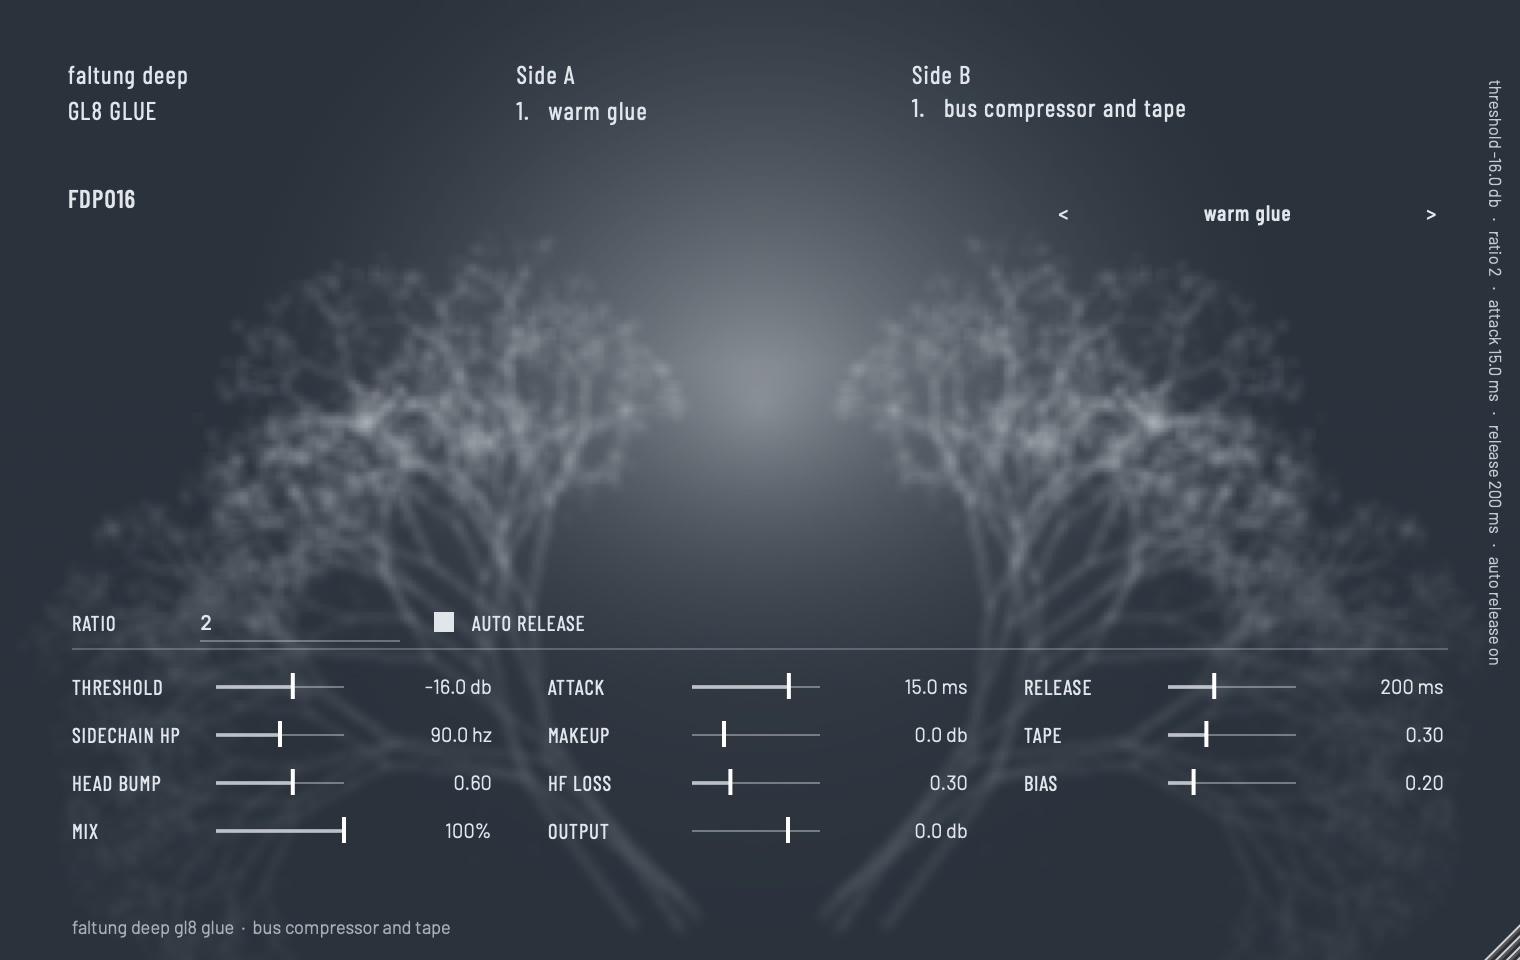 faltung deep
GL8 GLUE
FDP016
Side A
1. warm glue
Side B
1. bus compressor and tape
< warm glue >
threshold -16.0 db · ratio 2 · attack 15.0 ms · release 200 ms · auto release on
RATIO 2 AUTO RELEASE
THRESHOLD -16.0 db ATTACK 15.0 ms RELEASE 200 ms
SIDECHAIN HP 90.0 hz MAKEUP 0.0 db TAPE 0.30
HEAD BUMP 0.60 HF LOSS 0.30 BIAS 0.20
MIX 100% OUTPUT 0.0 db
faltung deep gl8 glue · bus compressor and tape